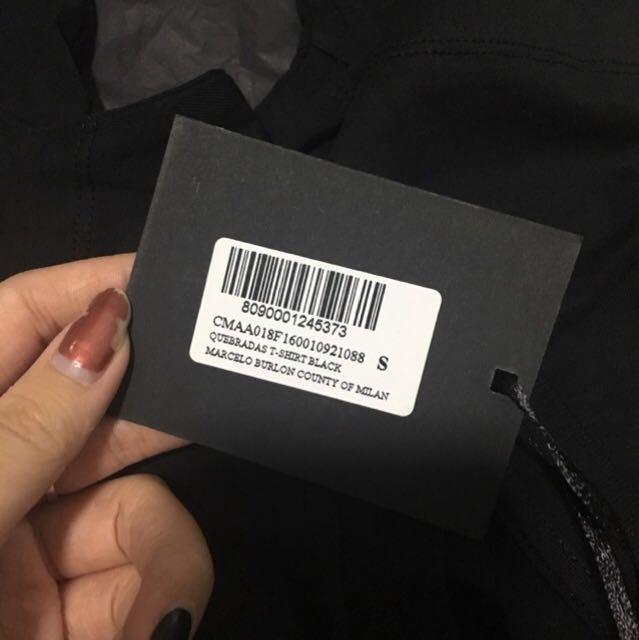 8090001245373
CMAA018F160010921088 S
QUEBRADAS T-SHIRT BLACK
MARCELO BURLON COUNTY OF MILAN